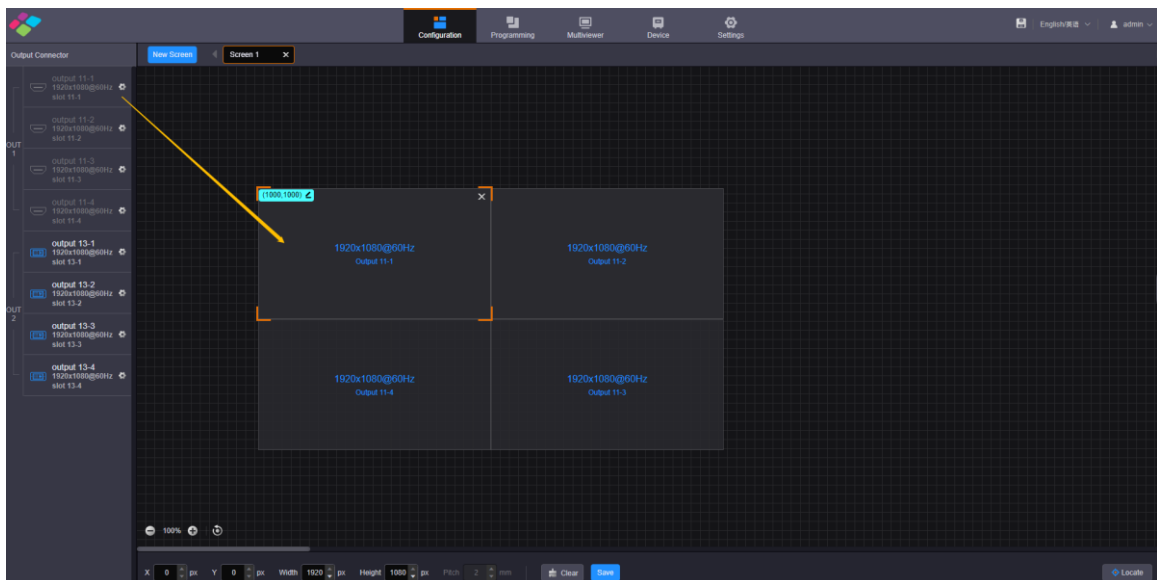 Configuration
Programming
Multiviewer
Device
Settings
English/英语
admin
Output Connector
New Screen
Screen 1
OUT
1
output 11-1
1920x1080@60Hz
slot 11-1
output 11-2
1920x1080@60Hz
slot 11-2
output 11-3
1920x1080@60Hz
slot 11-3
output 11-4
1920x1080@60Hz
slot 11-4
OUT
2
output 13-1
1920x1080@60Hz
slot 13-1
output 13-2
1920x1080@60Hz
slot 13-2
output 13-3
1920x1080@60Hz
slot 13-3
output 13-4
1920x1080@60Hz
slot 13-4
(1000,1000)
1920x1080@60Hz
Output 11-1
1920x1080@60Hz
Output 11-2
1920x1080@60Hz
Output 11-4
1920x1080@60Hz
Output 11-3
100%
X 0 px Y 0 px Width 1920 px Height 1080 px Pitch 2 mm Clear Save Locate